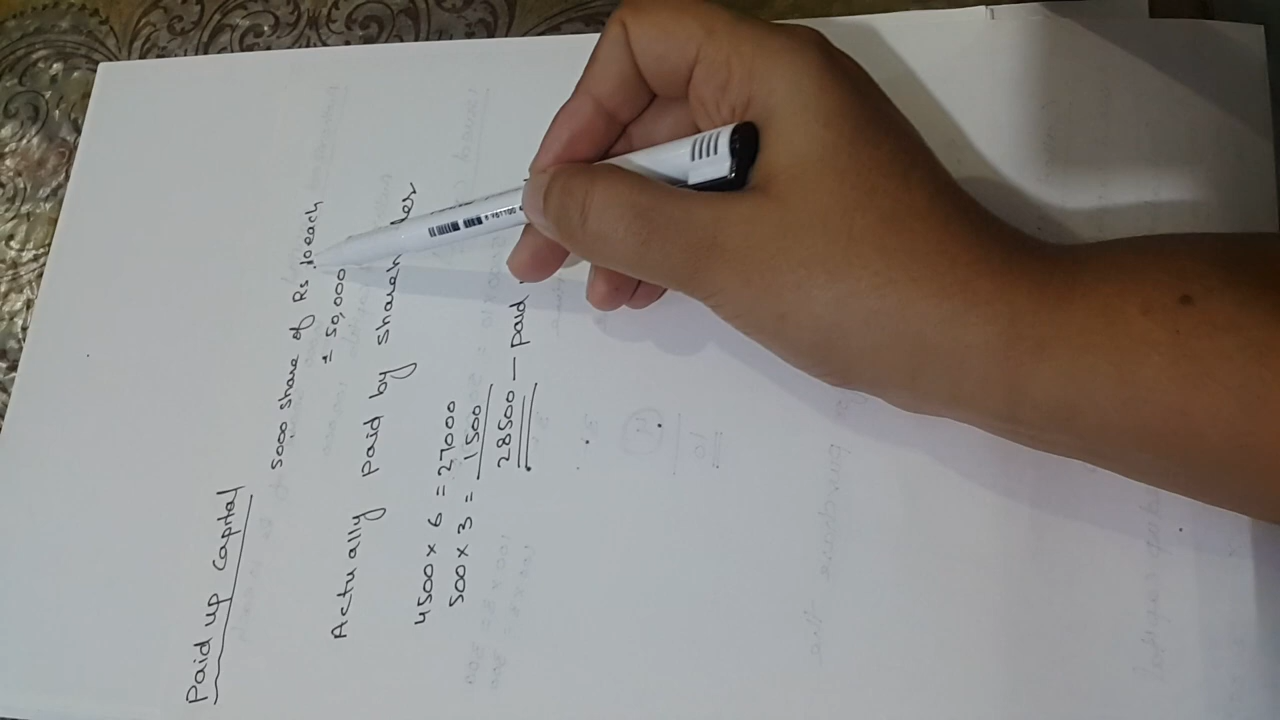 Paid up Capital
5000 share of Rs 10 each
= 50,000
Actually paid by
4500 x 6 = 27000
500 x 3 = 1500
28500 – paid